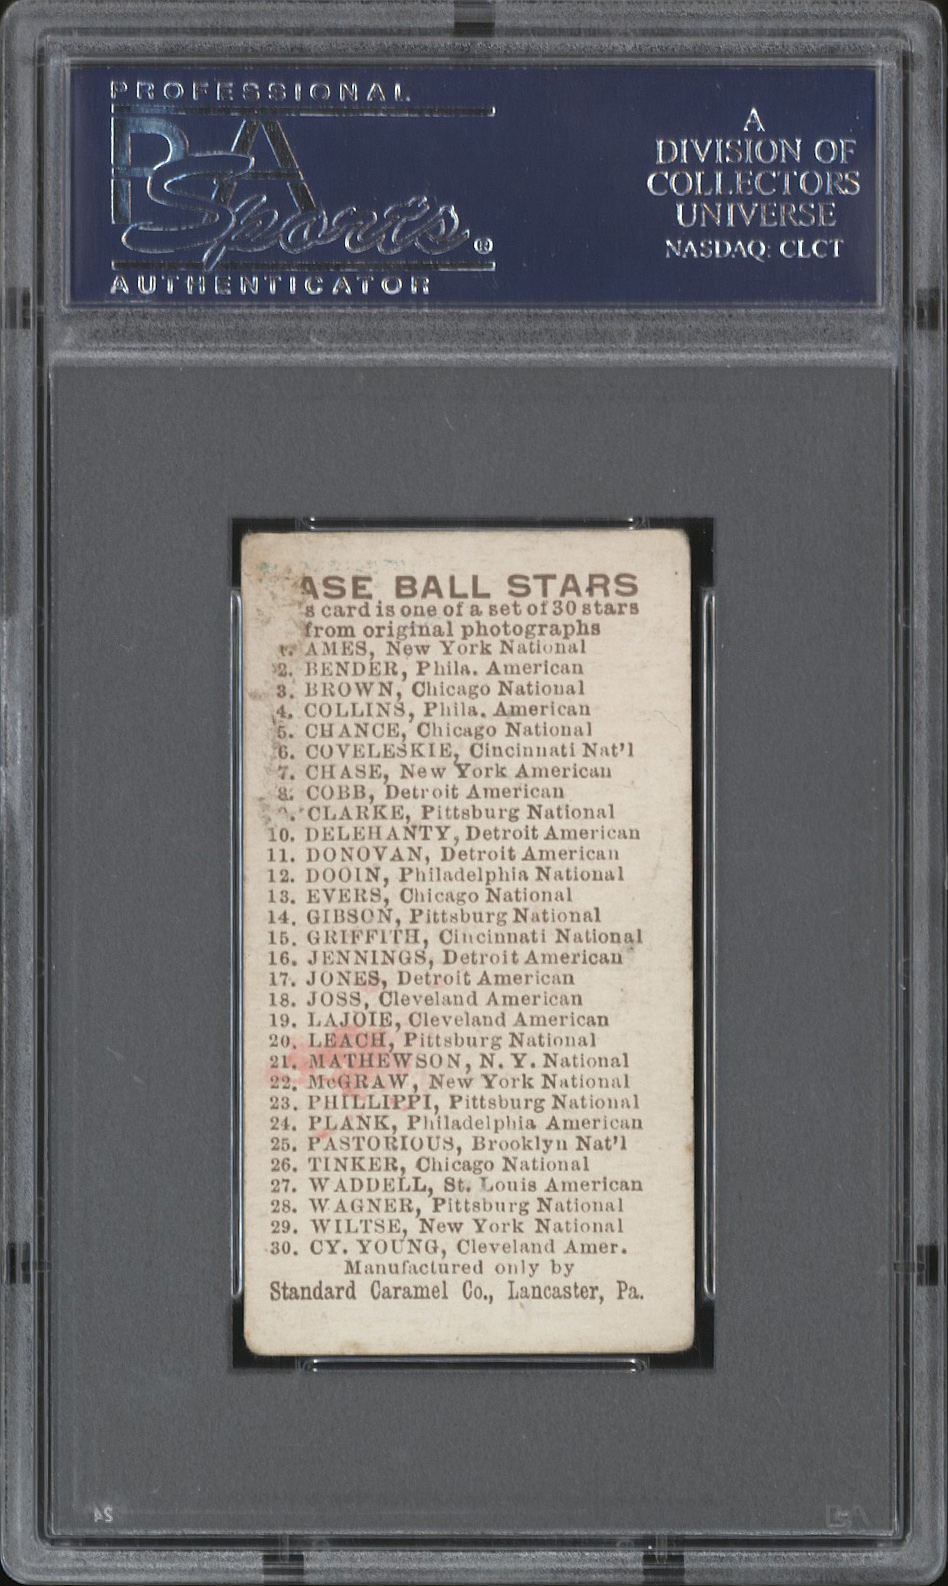 PROFESSIONAL
PSA
Sports®
AUTHENTICATOR
A
DIVISION OF
COLLECTORS
UNIVERSE
NASDAQ: CLCT
ASE BALL STARS
s card is one of a set of 30 stars
from original photographs
1. AMES, New York National
2. BENDER, Phila. American
3. BROWN, Chicago National
4. COLLINS, Phila. American
5. CHANCE, Chicago National
6. COVELESKIE, Cincinnati Nat'l
7. CHASE, New York American
8. COBB, Detroit American
CLARKE, Pittsburg National
10. DELEHANTY, Detroit American
11. DONOVAN, Detroit American
12. DOOIN, Philadelphia National
13. EVERS, Chicago National
14. GIBSON, Pittsburg National
15. GRIFFITH, Cincinnati National
16. JENNINGS, Detroit American
17. JONES, Detroit American
18. JOSS, Cleveland American
19. LAJOIE, Cleveland American
20. LEACH, Pittsburg National
21. MATHEWSON, N. Y. National
22. McGRAW, New York National
23. PHILLIPPI, Pittsburg National
24. PLANK, Philadelphia American
25. PASTORIOUS, Brooklyn Nat'l
26. TINKER, Chicago National
27. WADDELL, St. Louis American
28. WAGNER, Pittsburg National
29. WILTSE, New York National
30. CY. YOUNG, Cleveland Amer.
Manufactured only by
Standard Caramel Co., Lancaster, Pa.
24